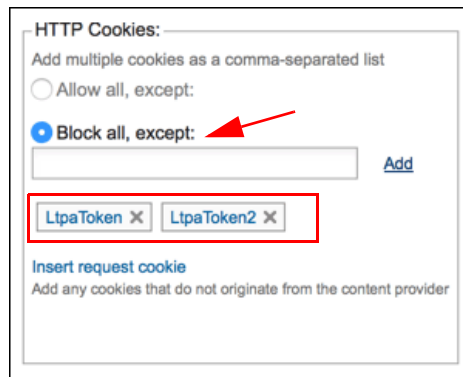 HTTP Cookies:
Add multiple cookies as a comma-separated list
Allow all, except:
Block all, except:
Add
LtpaToken LtpaToken2
Insert request cookie
Add any cookies that do not originate from the content provider